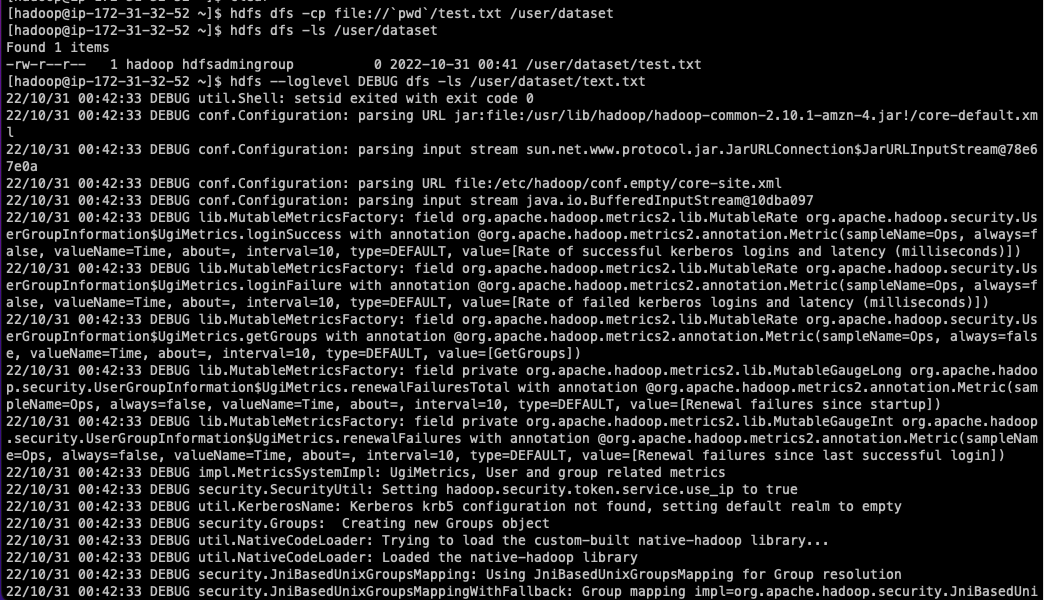 [hadoop@ip-172-31-32-52 ~]$ hdfs dfs -cp file://`pwd`/test.txt /user/dataset
[hadoop@ip-172-31-32-52 ~]$ hdfs dfs -ls /user/dataset
Found 1 items
-rw-r--r--   1 hadoop hdfsadmingroup          0 2022-10-31 00:41 /user/dataset/test.txt
[hadoop@ip-172-31-32-52 ~]$ hdfs --loglevel DEBUG dfs -ls /user/dataset/text.txt
22/10/31 00:42:33 DEBUG util.Shell: setsid exited with exit code 0
22/10/31 00:42:33 DEBUG conf.Configuration: parsing URL jar:file:/usr/lib/hadoop/hadoop-common-2.10.1-amzn-4.jar!/core-default.xm
l
22/10/31 00:42:33 DEBUG conf.Configuration: parsing input stream sun.net.www.protocol.jar.JarURLConnection$JarURLInputStream@78e6
7e0a
22/10/31 00:42:33 DEBUG conf.Configuration: parsing URL file:/etc/hadoop/conf.empty/core-site.xml
22/10/31 00:42:33 DEBUG conf.Configuration: parsing input stream java.io.BufferedInputStream@10dba097
22/10/31 00:42:33 DEBUG lib.MutableMetricsFactory: field org.apache.hadoop.metrics2.lib.MutableRate org.apache.hadoop.security.Us
erGroupInformation$UgiMetrics.loginSuccess with annotation @org.apache.hadoop.metrics2.annotation.Metric(sampleName=Ops, always=f
alse, valueName=Time, about=, interval=10, type=DEFAULT, value=[Rate of successful kerberos logins and latency (milliseconds)])
22/10/31 00:42:33 DEBUG lib.MutableMetricsFactory: field org.apache.hadoop.metrics2.lib.MutableRate org.apache.hadoop.security.Us
erGroupInformation$UgiMetrics.loginFailure with annotation @org.apache.hadoop.metrics2.annotation.Metric(sampleName=Ops, always=f
alse, valueName=Time, about=, interval=10, type=DEFAULT, value=[Rate of failed kerberos logins and latency (milliseconds)])
22/10/31 00:42:33 DEBUG lib.MutableMetricsFactory: field org.apache.hadoop.metrics2.lib.MutableRate org.apache.hadoop.security.Us
erGroupInformation$UgiMetrics.getGroups with annotation @org.apache.hadoop.metrics2.annotation.Metric(sampleName=Ops, always=fals
e, valueName=Time, about=, interval=10, type=DEFAULT, value=[GetGroups])
22/10/31 00:42:33 DEBUG lib.MutableMetricsFactory: field private org.apache.hadoop.metrics2.lib.MutableGaugeLong org.apache.hadoo
p.security.UserGroupInformation$UgiMetrics.renewalFailuresTotal with annotation @org.apache.hadoop.metrics2.annotation.Metric(sam
pleName=Ops, always=false, valueName=Time, about=, interval=10, type=DEFAULT, value=[Renewal failures since startup])
22/10/31 00:42:33 DEBUG lib.MutableMetricsFactory: field private org.apache.hadoop.metrics2.lib.MutableGaugeInt org.apache.hadoop
.security.UserGroupInformation$UgiMetrics.renewalFailures with annotation @org.apache.hadoop.metrics2.annotation.Metric(sampleNam
e=Ops, always=false, valueName=Time, about=, interval=10, type=DEFAULT, value=[Renewal failures since last successful login])
22/10/31 00:42:33 DEBUG impl.MetricsSystemImpl: UgiMetrics, User and group related metrics
22/10/31 00:42:33 DEBUG security.SecurityUtil: Setting hadoop.security.token.service.use_ip to true
22/10/31 00:42:33 DEBUG util.KerberosName: Kerberos krb5 configuration not found, setting default realm to empty
22/10/31 00:42:33 DEBUG security.Groups:  Creating new Groups object
22/10/31 00:42:33 DEBUG util.NativeCodeLoader: Trying to load the custom-built native-hadoop library...
22/10/31 00:42:33 DEBUG util.NativeCodeLoader: Loaded the native-hadoop library
22/10/31 00:42:33 DEBUG security.JniBasedUnixGroupsMapping: Using JniBasedUnixGroupsMapping for Group resolution
22/10/31 00:42:33 DEBUG security.JniBasedUnixGroupsMappingWithFallback: Group mapping impl=org.apache.hadoop.security.JniBasedUni